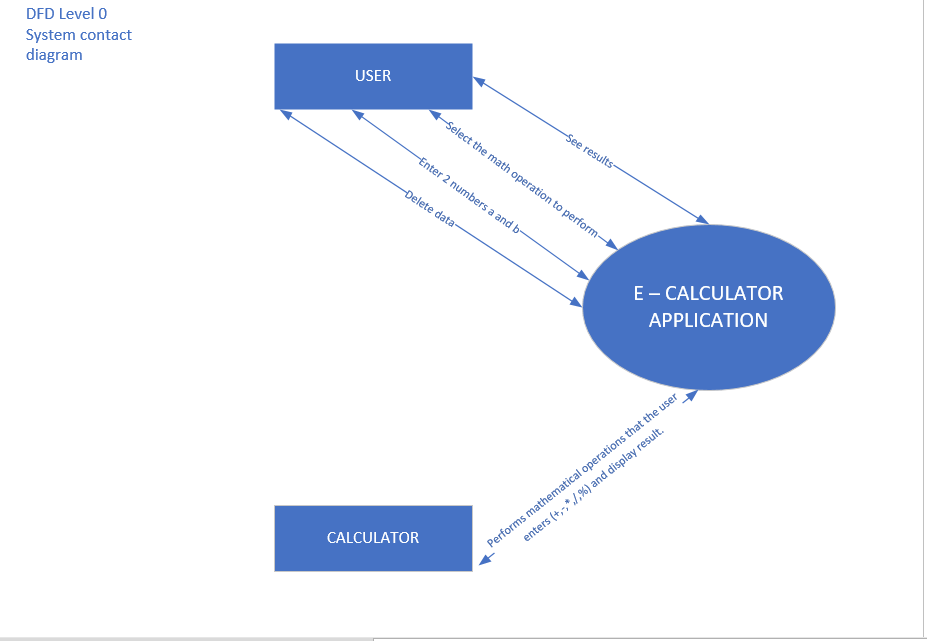 DFD Level 0
System contact
diagram
USER
See results
Select the math operation to perform
Enter 2 numbers a and b
Delete data
E – CALCULATOR
APPLICATION
Performs mathematical operations that the user
enters (+,-,*,/,%) and display result.
CALCULATOR